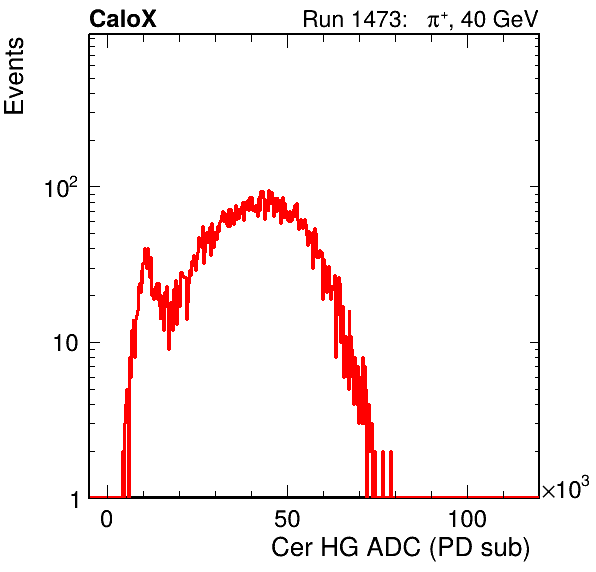 CaloX Run 1473: π⁺, 40 GeV
Events
10²
10
1
0 50 100
×10³
Cer HG ADC (PD sub)